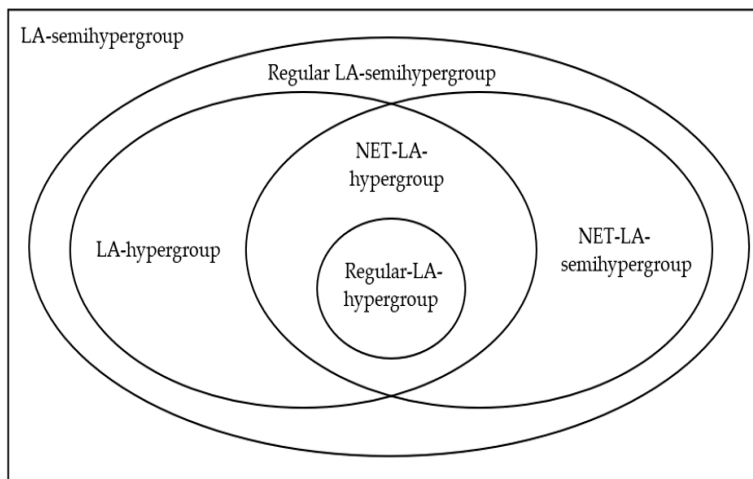 LA-semihypergroup
Regular LA-semihypergroup
NET-LA-
hypergroup
LA-hypergroup
NET-LA-
semihypergroup
Regular-LA-
hypergroup